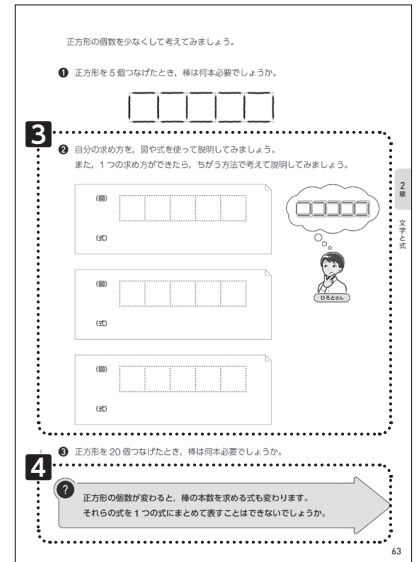 正方形の個数を少なくして考えてみましょう。
❶ 正方形を5個つなげたとき，棒は何本必要でしょうか。
3
❷ 自分の求め方を，図や式を使って説明してみましょう。
また，1つの求め方ができたら，ちがう方法で考えて説明してみましょう。
(図)
(式)
ひろとさん
(図)
(式)
(図)
(式)
2章
文字と式
❸ 正方形を20個つなげたとき，棒は何本必要でしょうか。
4
?
正方形の個数が変わると，棒の本数を求める式も変わります。
それらの式を1つの式にまとめて表すことはできないでしょうか。
63